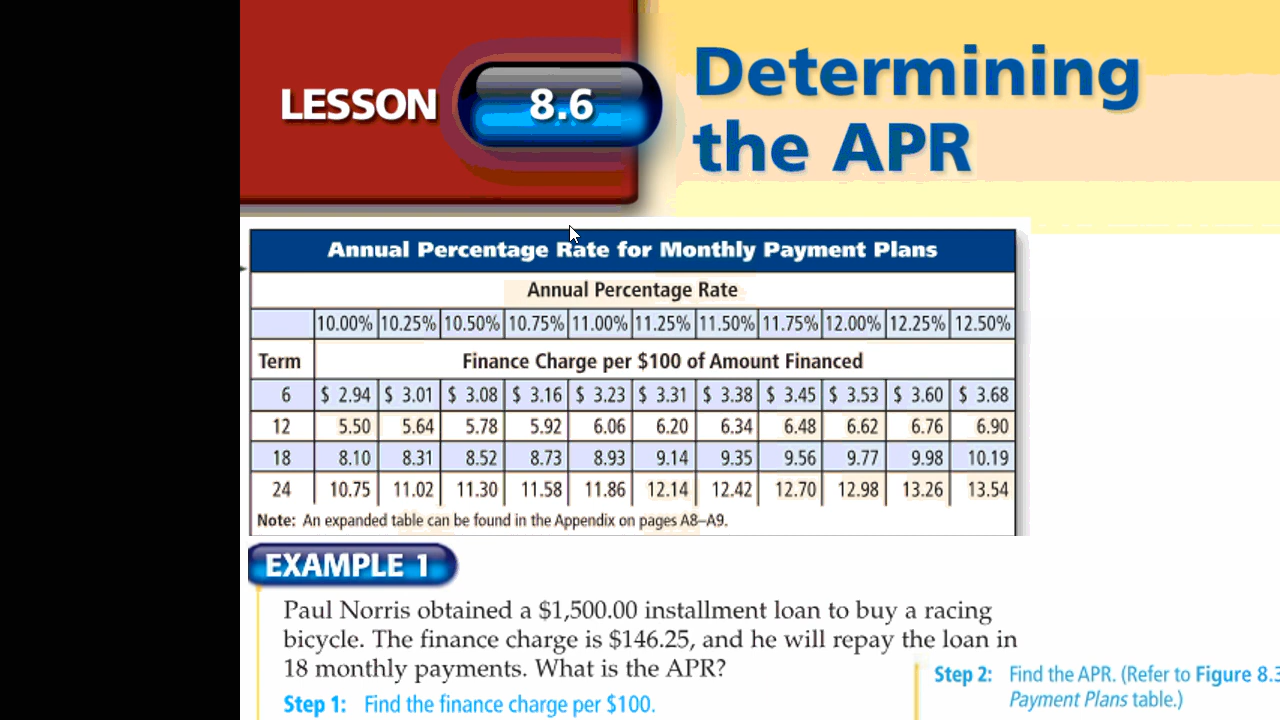 LESSON 8.6
Determining
the APR
Annual Percentage Rate for Monthly Payment Plans
Annual Percentage Rate
10.00% 10.25% 10.50% 10.75% 11.00% 11.25% 11.50% 11.75% 12.00% 12.25% 12.50%
Term Finance Charge per $100 of Amount Financed
6 $ 2.94 $ 3.01 $ 3.08 $ 3.16 $ 3.23 $ 3.31 $ 3.38 $ 3.45 $ 3.53 $ 3.60 $ 3.68
12 5.50 5.64 5.78 5.92 6.06 6.20 6.34 6.48 6.62 6.76 6.90
18 8.10 8.31 8.52 8.73 8.93 9.14 9.35 9.56 9.77 9.98 10.19
24 10.75 11.02 11.30 11.58 11.86 12.14 12.42 12.70 12.98 13.26 13.54
Note: An expanded table can be found in the Appendix on pages A8–A9.
EXAMPLE 1
Paul Norris obtained a $1,500.00 installment loan to buy a racing
bicycle. The finance charge is $146.25, and he will repay the loan in
18 monthly payments. What is the APR?
Step 1: Find the finance charge per $100.
Step 2: Find the APR. (Refer to Figure 8.3
Payment Plans table.)